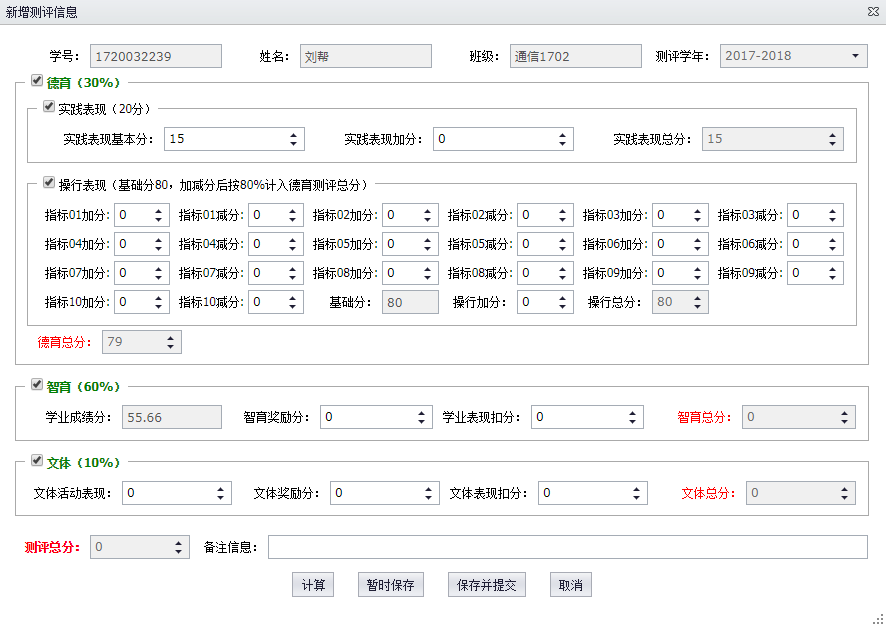 新增测评信息
学号： 1720032239 姓名： 刘帮 班级： 通信1702 测评学年： 2017-2018
德育（30%）
实践表现（20分）
实践表现基本分： 15 实践表现加分： 0 实践表现总分： 15
操行表现（基础分80，加减分后按80%计入德育测评总分）
指标01加分: 0 指标01减分: 0 指标02加分: 0 指标02减分: 0 指标03加分: 0 指标03减分: 0
指标04加分: 0 指标04减分: 0 指标05加分: 0 指标05减分: 0 指标06加分: 0 指标06减分: 0
指标07加分: 0 指标07减分: 0 指标08加分: 0 指标08减分: 0 指标09加分: 0 指标09减分: 0
指标10加分: 0 指标10减分: 0 基础分： 80 操行加分： 0 操行总分： 80
德育总分： 79
智育（60%）
学业成绩分： 55.66 智育奖励分： 0 学业表现扣分： 0 智育总分： 0
文体（10%）
文体活动表现： 0 文体奖励分： 0 文体表现扣分： 0 文体总分： 0
测评总分： 0 备注信息：
计算 暂时保存 保存并提交 取消